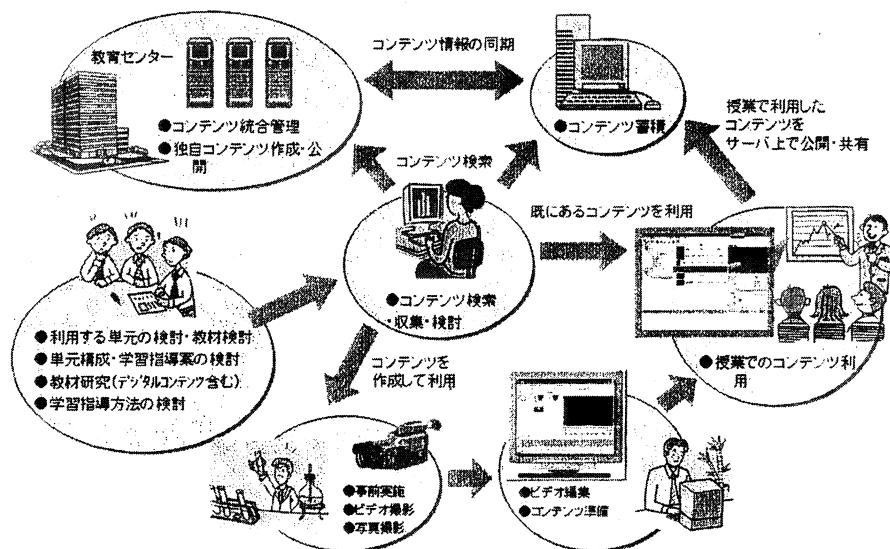 教育センター
●コンテンツ統合管理
●独自コンテンツ作成・公
開
コンテンツ情報の同期
●コンテンツ蓄積
授業で利用した
コンテンツを
サーバ上で公開・共有
コンテンツ検索
既にあるコンテンツを利用
●コンテンツ検索
・収集・検討
●利用する単元の検討・教材検討
●単元構成・学習指導案の検討
●教材研究(デジタルコンテンツ含む)
●学習指導方法の検討
コンテンツを
作成して利用
●授業でのコンテンツ利
用
●事前実施
●ビデオ撮影
●写真撮影
●ビデオ編集
●コンテンツ準備